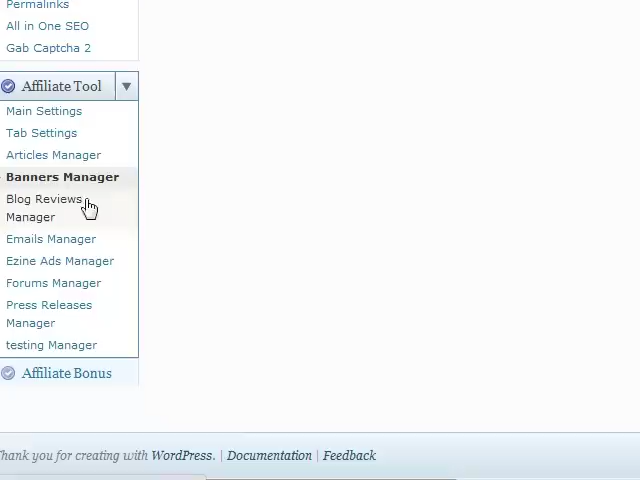 Permalinks
All in One SEO
Gab Captcha 2
Affiliate Tool
Main Settings
Tab Settings
Articles Manager
Banners Manager
Blog Reviews
Manager
Emails Manager
Ezine Ads Manager
Forums Manager
Press Releases
Manager
testing Manager
Affiliate Bonus
hank you for creating with WordPress. | Documentation | Feedback